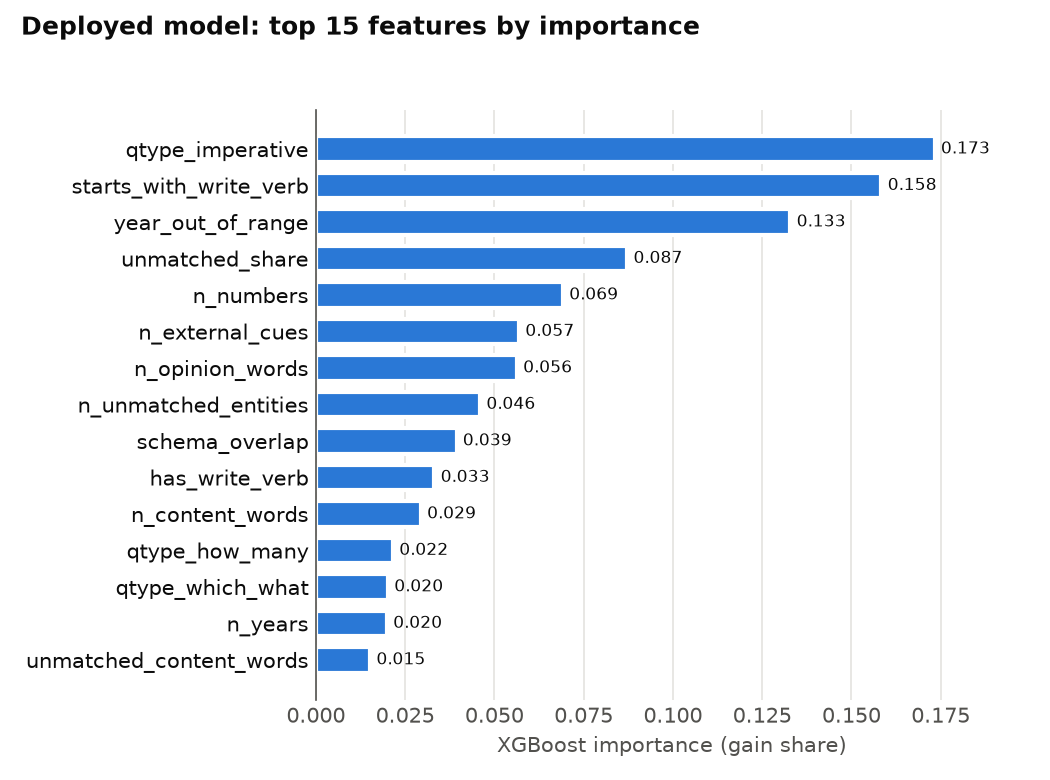 Deployed model: top 15 features by importance
qtype_imperative 0.173
starts_with_write_verb 0.158
year_out_of_range 0.133
unmatched_share 0.087
n_numbers 0.069
n_external_cues 0.057
n_opinion_words 0.056
n_unmatched_entities 0.046
schema_overlap 0.039
has_write_verb 0.033
n_content_words 0.029
qtype_how_many 0.022
qtype_which_what 0.020
n_years 0.020
unmatched_content_words 0.015
0.000 0.025 0.050 0.075 0.100 0.125 0.150 0.175
XGBoost importance (gain share)